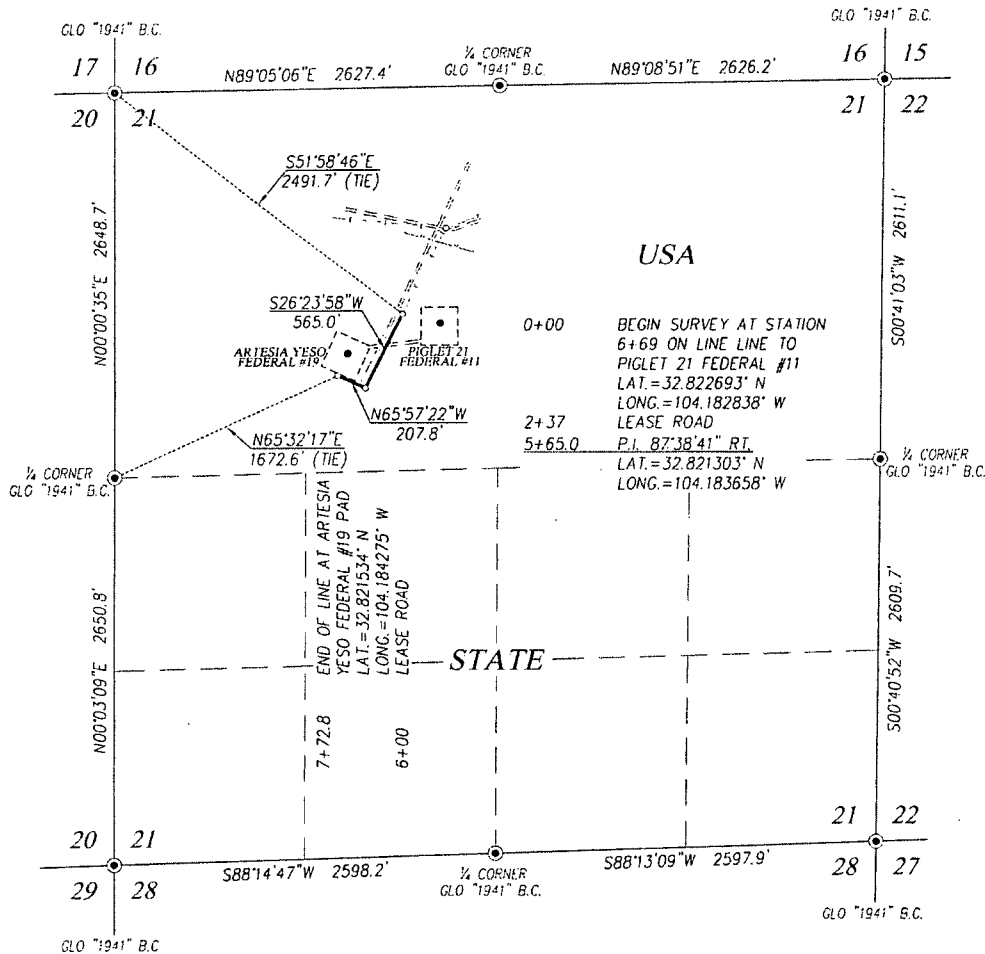 GLO "1941" B.C.
GLO "1941" B.C.
17 16
N89°05'06"E 2627.4'
¼ CORNER
GLO "1941" B.C.
N89°08'51"E 2626.2'
16 15
20 21
21 22
S51°58'46"E
2491.7' (TIE)
N00°00'35"E 2648.7'
USA
S00°41'03"W 2611.1'
S26°23'58"W
565.0'
ARTESIA YESO
FEDERAL #19
PIGLET 21
FEDERAL #11
0+00 BEGIN SURVEY AT STATION
6+69 ON LINE LINE TO
PIGLET 21 FEDERAL #11
LAT.=32.822693° N
LONG.=104.182838° W
2+37 LEASE ROAD
5+65.0 P.I. 87°38'41" RT.
LAT.=32.821303° N
LONG.=104.183658° W
N65°57'22"W
207.8'
N65°32'17"E
1672.6' (TIE)
¼ CORNER
GLO "1941" B.C.
¼ CORNER
GLO "1941" B.C.
7+72.8 END OF LINE AT ARTESIA
YESO FEDERAL #19 PAD
LAT.=32.821534° N
LONG.=104.184275° W
6+00 LEASE ROAD
N00°03'09"E 2650.8'
STATE
S00°40'52"W 2609.7'
20 21
21 22
S88°14'47"W 2598.2'
¼ CORNER
GLO "1941" B.C.
S88°13'09"W 2597.9'
29 28
28 27
GLO "1941" B.C
GLO "1941" B.C.